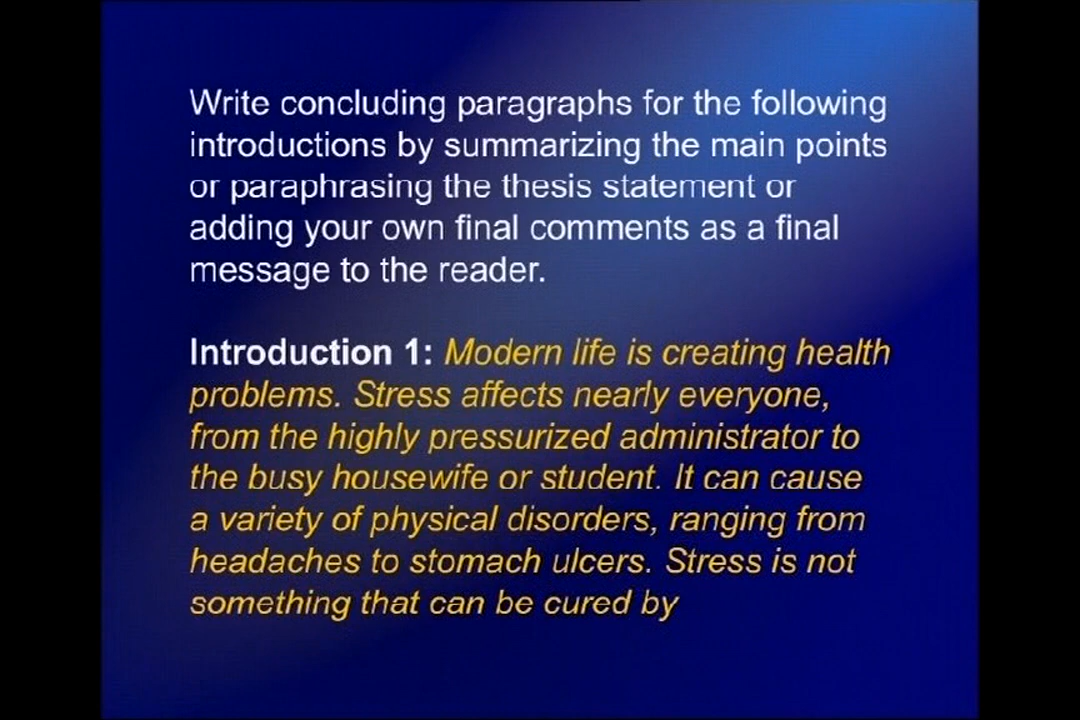 Write concluding paragraphs for the following
introductions by summarizing the main points
or paraphrasing the thesis statement or
adding your own final comments as a final
message to the reader.
Introduction 1: Modern life is creating health
problems. Stress affects nearly everyone,
from the highly pressurized administrator to
the busy housewife or student. It can cause
a variety of physical disorders, ranging from
headaches to stomach ulcers. Stress is not
something that can be cured by